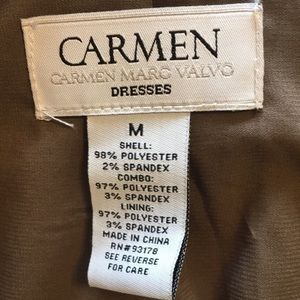 CARMEN
CARMEN MARC VALVO
DRESSES
M
SHELL:
98% POLYESTER
2% SPANDEX
COMBO:
97% POLYESTER
3% SPANDEX
LINING:
97% POLYESTER
3% SPANDEX
MADE IN CHINA
RN#93178
SEE REVERSE
FOR CARE